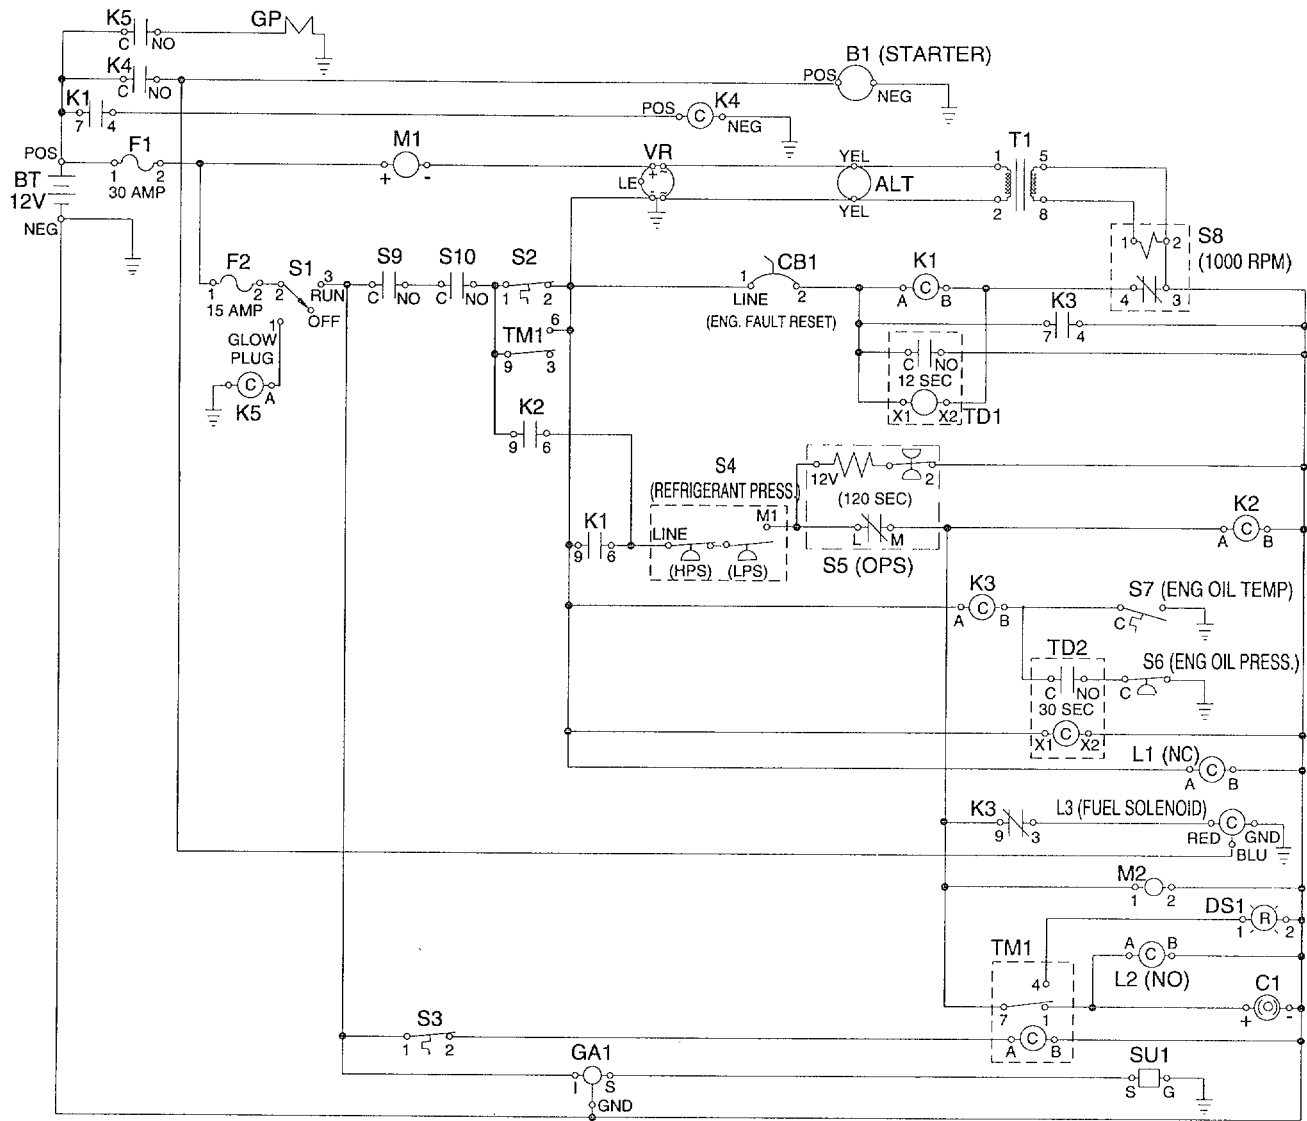 K5
C NO
GP
K4
C NO
B1 (STARTER)
POS
NEG
K1
7 4
POS
K4
C
NEG
F1
POS
1 2
30 AMP
BT
12V
NEG
M1
+ -
VR
LE
+ ~
- ~
YEL
ALT
YEL
T1
1 5
2 8
S8
(1000 RPM)
1 2
4 3
F2
1 2
15 AMP
S1
2
3
RUN
OFF
1
GLOW
PLUG
C
A
K5
S9
C NO
S10
C NO
S2
1 2
TM1
6
9 3
K2
9 6
CB1
1
LINE 2
(ENG. FAULT RESET)
K1
A C B
K3
7 4
C NO
12 SEC
X1 X2
TD1
S4
(REFRIGERANT PRESS.)
LINE
M1
(HPS) (LPS)
12V
2
(120 SEC)
L M
S5 (OPS)
K1
9 6
K2
A C B
K3
A C B
S7 (ENG OIL TEMP)
C
TD2
C NO
30 SEC
X1 C X2
S6 (ENG OIL PRESS.)
C
L1 (NC)
A C B
K3
9 3
L3 (FUEL SOLENOID)
RED
C
GND
BLU
M2
1 2
DS1
1 R 2
A C B
L2 (NO)
TM1
4
7 1
A C B
C1
+ -
S3
1 2
GA1
I S
GND
SU1
S G